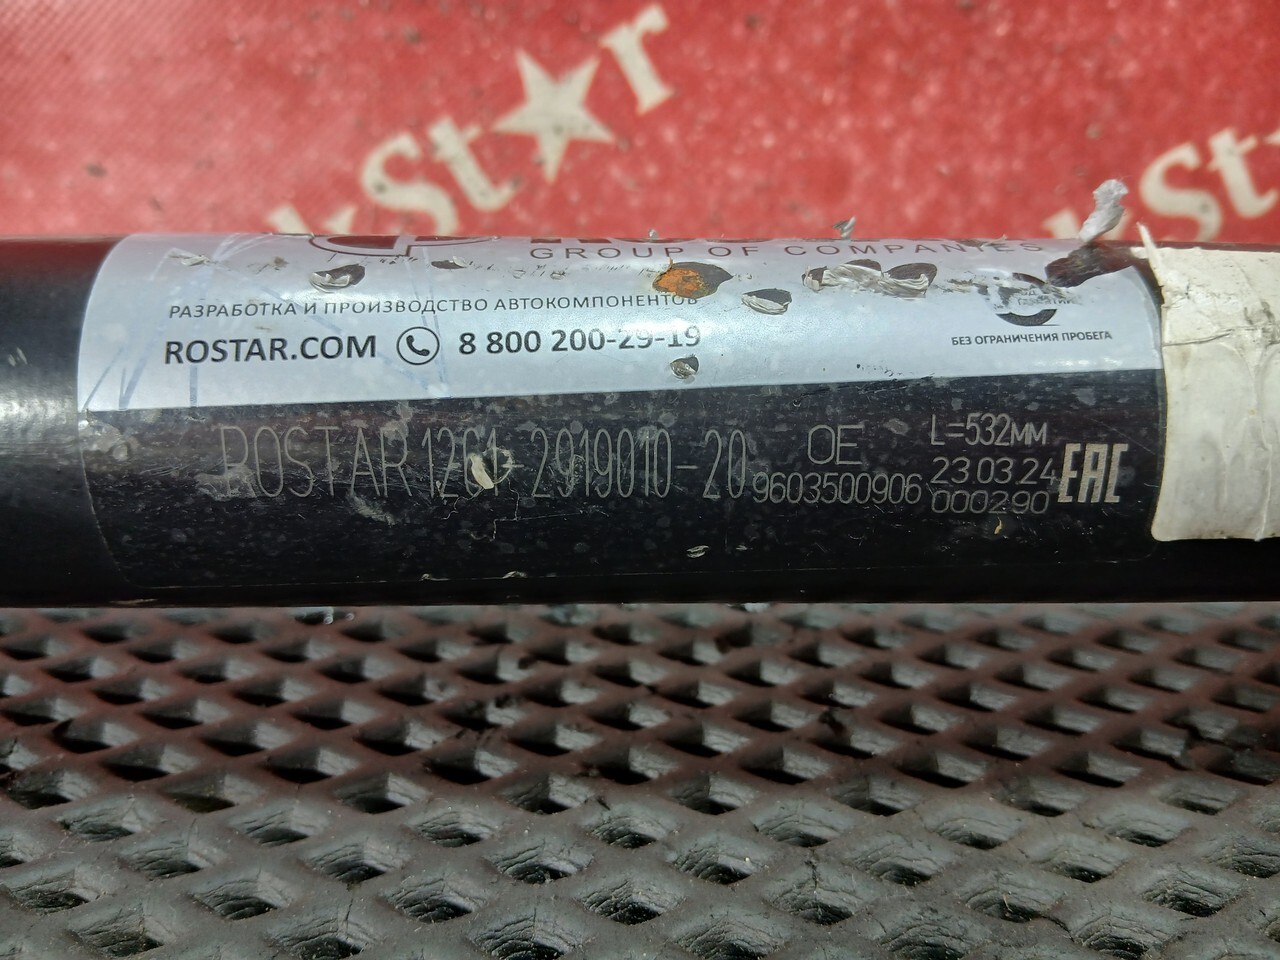 GROUP OF COMPANIES
РАЗРАБОТКА И ПРОИЗВОДСТВО АВТОКОМПОНЕНТОВ
ROSTAR.COM 8 800 200-29-19
БЕЗ ОГРАНИЧЕНИЯ ПРОБЕГА
ROSTAR 1261-2919010-20
OE
9603500906
L=532мм
23.03.24
000290
EAC